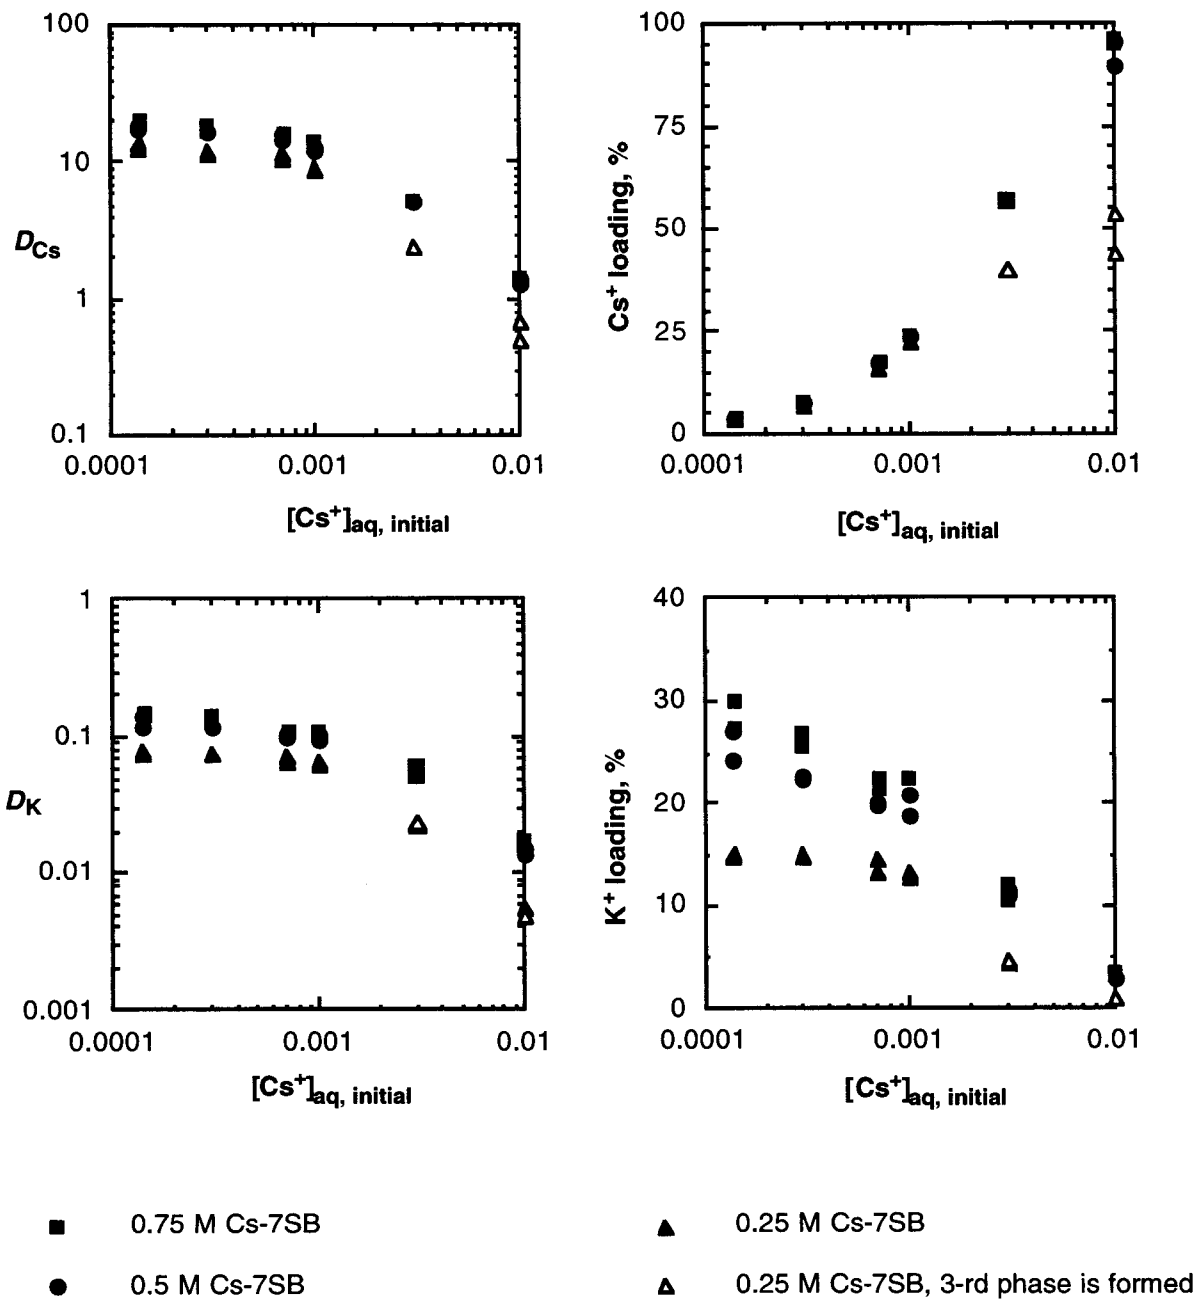 100
10
1
0.1
D_Cs
0.0001 0.001 0.01
[Cs⁺]aq, initial
100
75
50
25
0
Cs⁺ loading, %
0.0001 0.001 0.01
[Cs⁺]aq, initial
1
0.1
0.01
0.001
D_K
0.0001 0.001 0.01
[Cs⁺]aq, initial
40
30
20
10
0
K⁺ loading, %
0.0001 0.001 0.01
[Cs⁺]aq, initial
0.75 M Cs-7SB
0.5 M Cs-7SB
0.25 M Cs-7SB
0.25 M Cs-7SB, 3-rd phase is formed